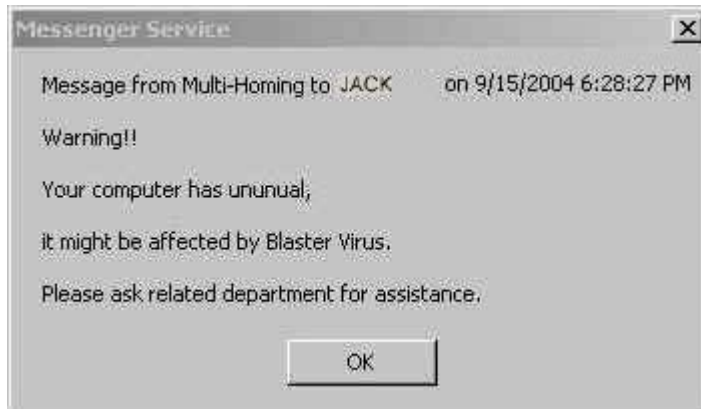 Messenger Service
Message from Multi-Homing to JACK on 9/15/2004 6:28:27 PM
Warning!!
Your computer has ununual,
it might be affected by Blaster Virus.
Please ask related department for assistance.
OK